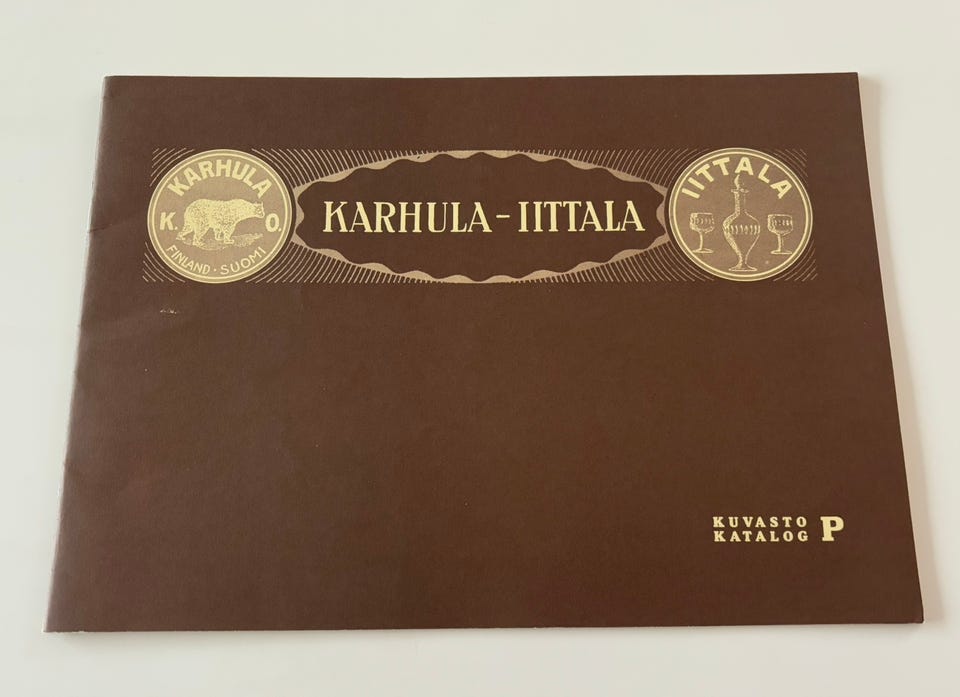 KARHULA
K. O.
FINLAND · SUOMI
KARHULA - IITTALA
IITTALA
KUVASTO
KATALOG P